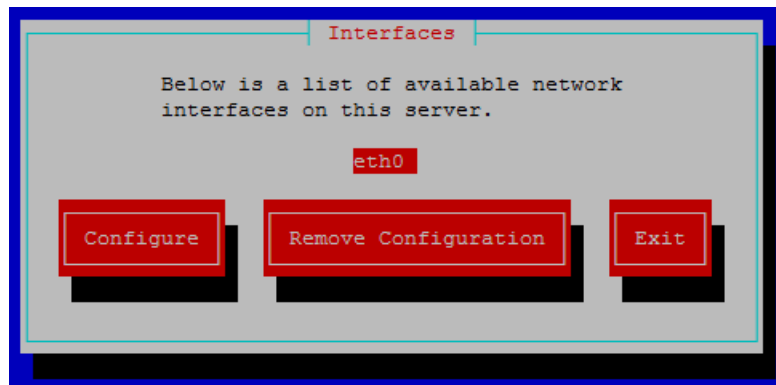 Interfaces
Below is a list of available network
interfaces on this server.
eth0
Configure Remove Configuration Exit